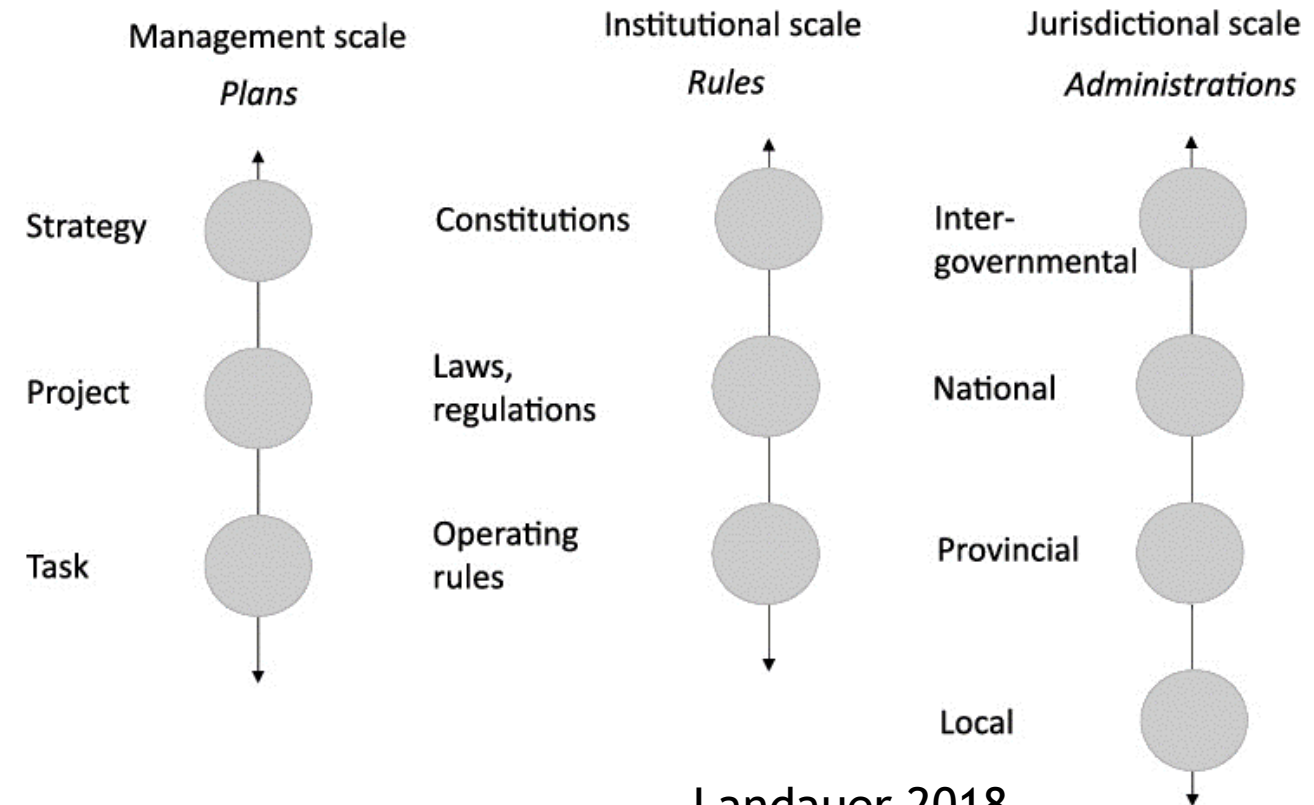 Management scale
Plans
Strategy
Project
Task
Institutional scale
Rules
Constitutions
Laws,
regulations
Operating
rules
Jurisdictional scale
Administrations
Inter-
governmental
National
Provincial
Local
Landauer 2018